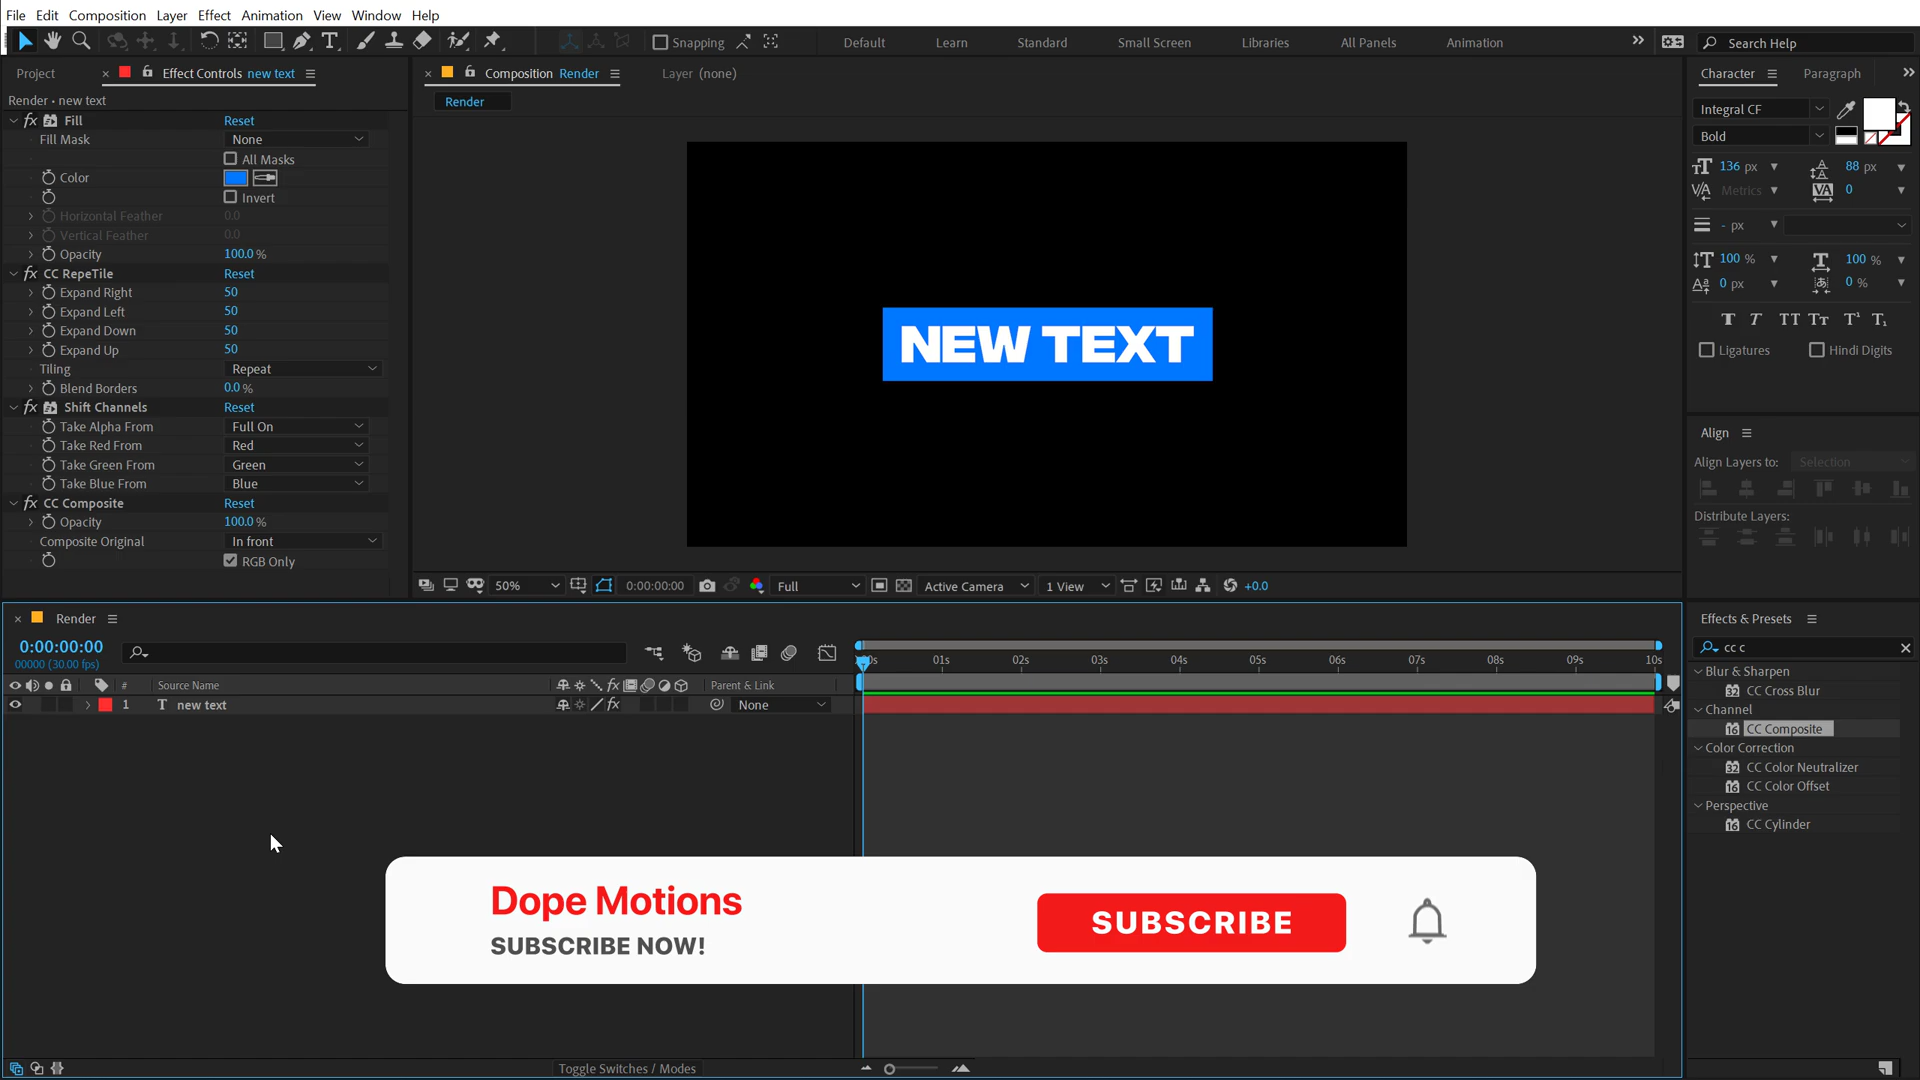 File Edit Composition Layer Effect Animation View Window Help
Snapping Default Learn Standard Small Screen Libraries All Panels Animation Search Help
Project Effect Controls new text
Composition Render Layer (none)
Character Paragraph
Render • new text
Render
Integral CF
Bold
136 px 88 px
Metrics 0
- px
100 % 100 %
0 px 0 %
T T TT Tt T¹ T₁
Ligatures Hindi Digits
Fill Reset
Fill Mask None
All Masks
Color
Invert
Horizontal Feather 0.0
Vertical Feather 0.0
Opacity 100.0 %
CC RepeTile Reset
Expand Right 50
Expand Left 50
Expand Down 50
Expand Up 50
Tiling Repeat
Blend Borders 0.0 %
Shift Channels Reset
Take Alpha From Full On
Take Red From Red
Take Green From Green
Take Blue From Blue
CC Composite Reset
Opacity 100.0 %
Composite Original In front
RGB Only
NEW TEXT
Align
Align Layers to: Selection
Distribute Layers:
50% 0:00:00:00 Full Active Camera 1 View +0.0
Render
0:00:00:00
00000 (30.00 fps)
# Source Name Parent & Link
1 T new text None
01s 02s 03s 04s 05s 06s 07s 08s 09s 10s
Effects & Presets
cc c
Blur & Sharpen
CC Cross Blur
Channel
CC Composite
Color Correction
CC Color Neutralizer
CC Color Offset
Perspective
CC Cylinder
Dope Motions
SUBSCRIBE NOW!
SUBSCRIBE
Toggle Switches / Modes